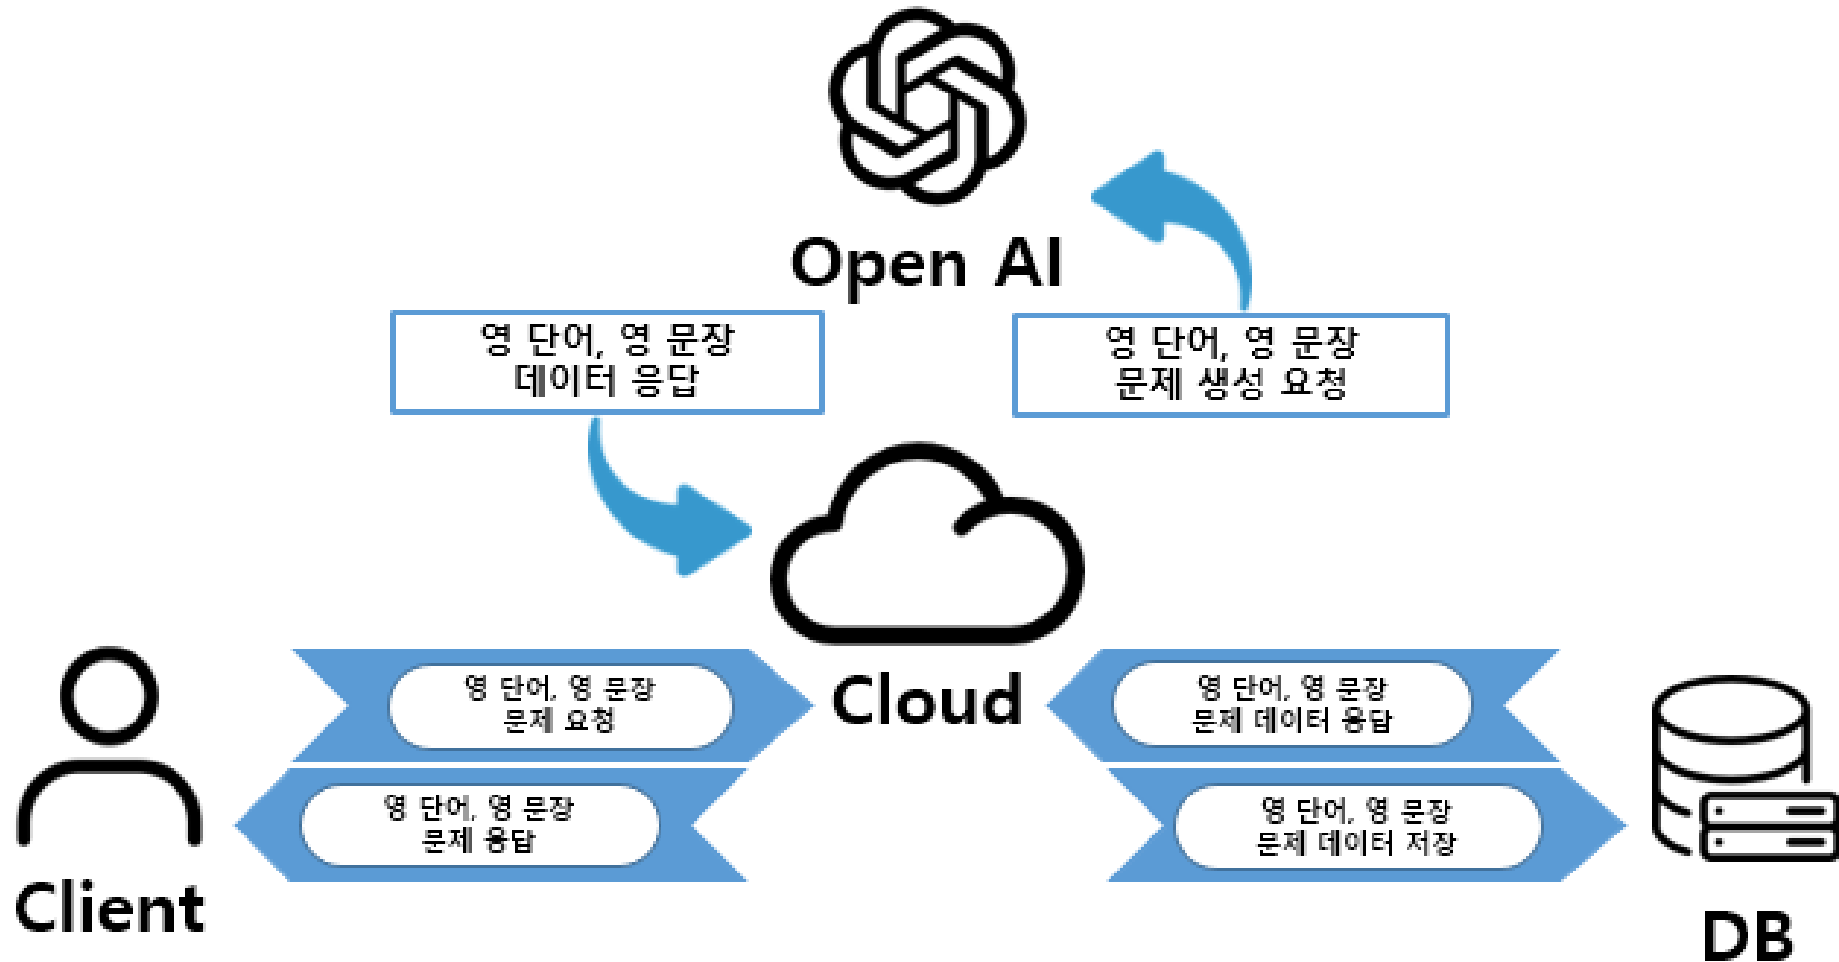 Open AI
영 단어, 영 문장
데이터 응답
영 단어, 영 문장
문제 생성 요청
Cloud
영 단어, 영 문장
문제 요청
영 단어, 영 문장
문제 데이터 응답
영 단어, 영 문장
문제 응답
영 단어, 영 문장
문제 데이터 저장
Client
DB